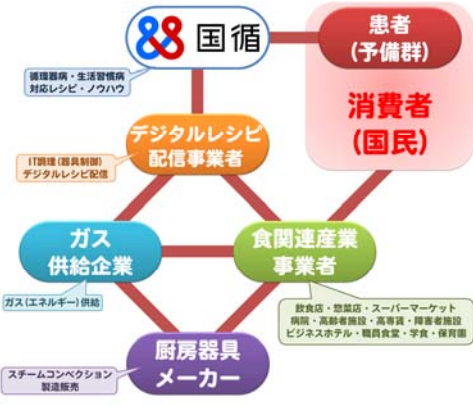 国循
患者
(予備群)
循環器病・生活習慣病
対応レシピ・ノウハウ
消費者
(国民)
デジタルレシピ
配信事業者
IT調理(器具制御)
デジタルレシピ配信
ガス
供給企業
食関連産業
事業者
ガス(エネルギー)供給
飲食店・惣菜店・スーパーマーケット
病院・高齢者施設・高専賃・障害者施設
ビジネスホテル・職員食堂・学食・保育園
厨房器具
メーカー
スチームコンベクション
製造販売